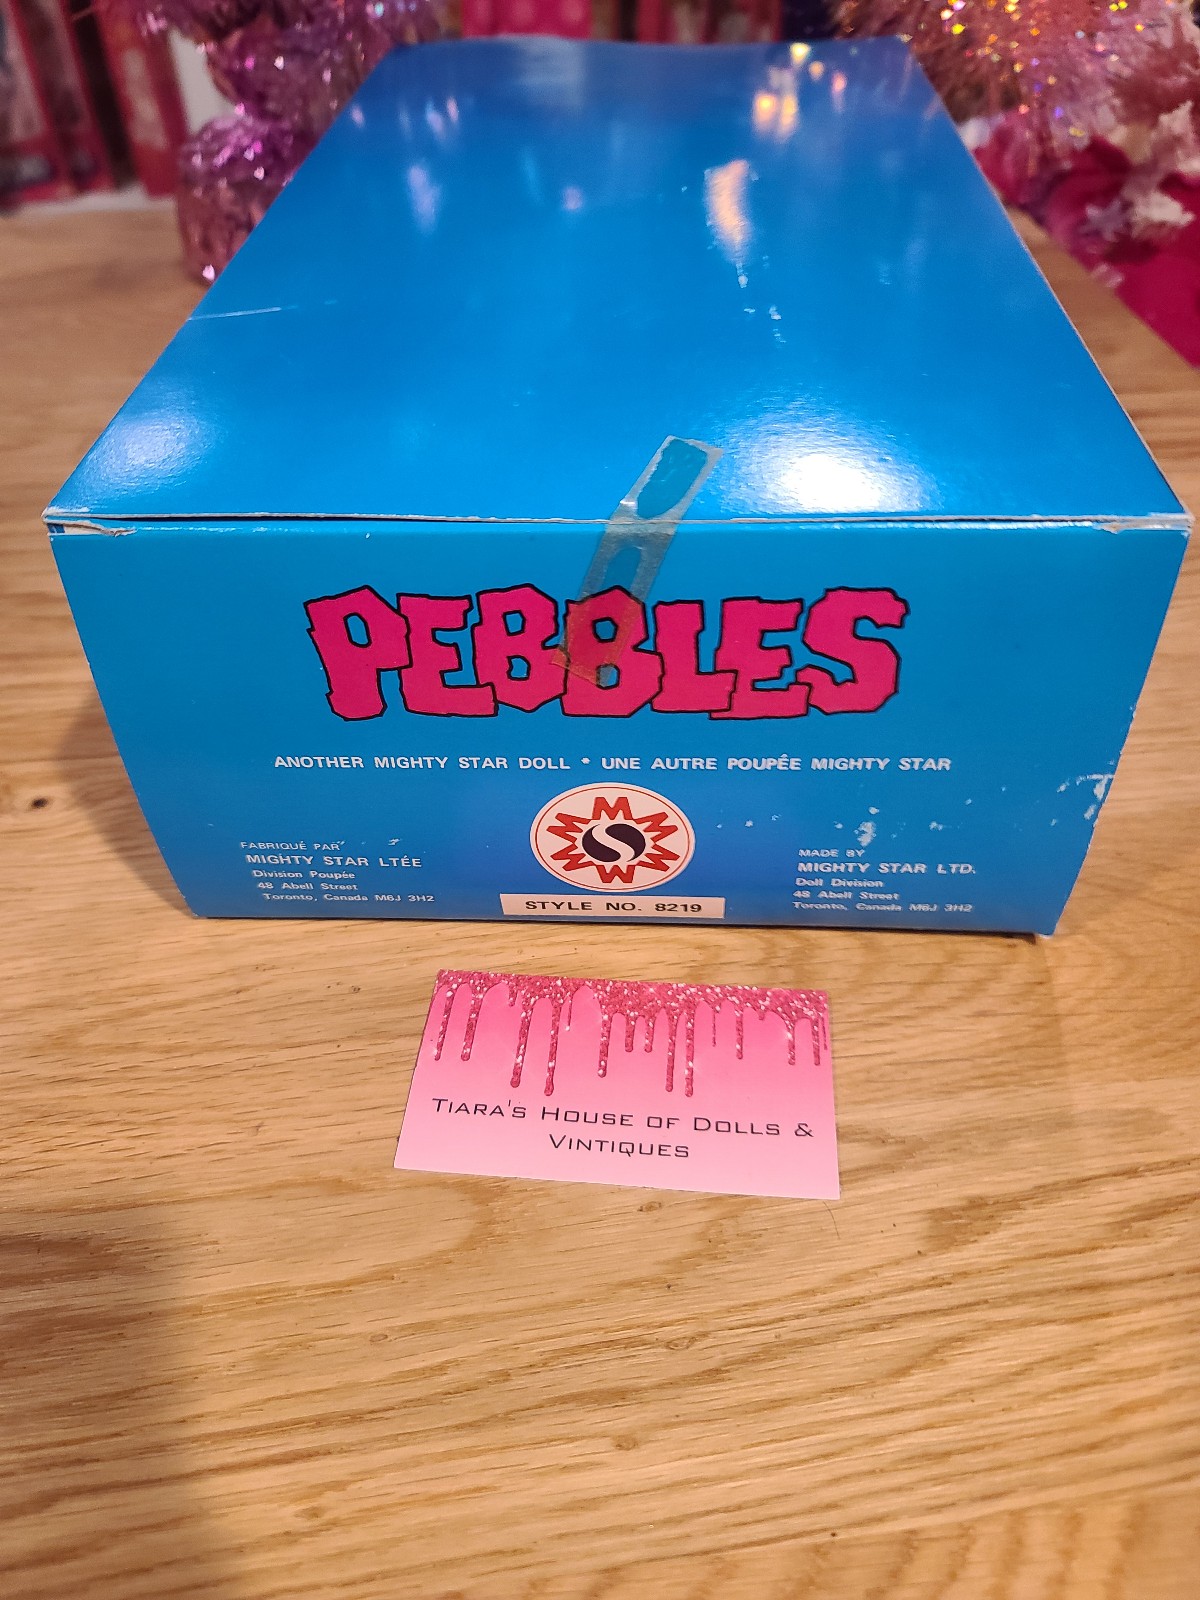 PEBBLES
ANOTHER MIGHTY STAR DOLL * UNE AUTRE POUPÉE MIGHTY STAR
FABRIQUÉ PAR
MIGHTY STAR LTÉE
Division Poupée
48 Abell Street
Toronto, Canada M6J 3H2
MADE BY
MIGHTY STAR LTD.
Doll Division
48 Abell Street
Toronto, Canada M6J 3H2
STYLE NO. 8219
TIARA'S HOUSE OF DOLLS &
VINTIQUES